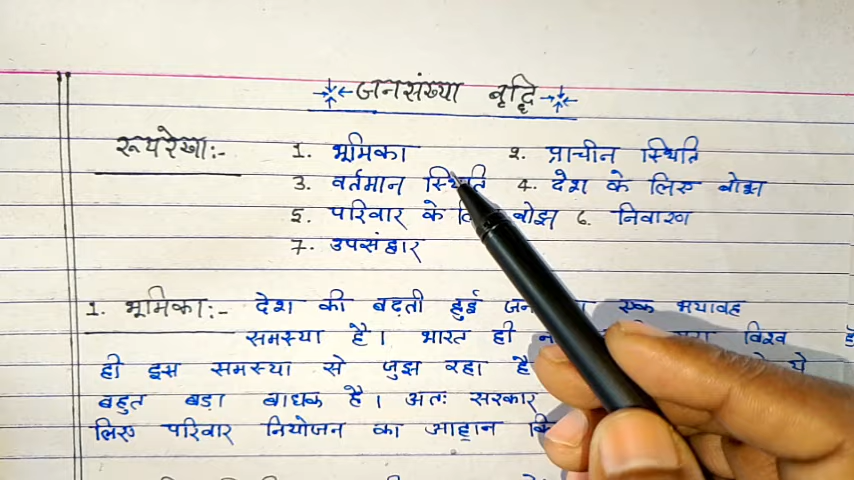 जनसंख्या वृद्धि
रूपरेखा:-
1. भूमिका 2. प्राचीन स्थिति
3. वर्तमान स्थिति 4. देश के लिए बोझ
5. परिवार के बोझ 6. निवारण
7. उपसंहार
1. भूमिका:- देश की बढ़ती हुई एक भयावह
समस्या है। भारत ही विश्व
ही इस समस्या से जुझ रहा है ये
बहुत बड़ा बाधक है। अतः सरकार
लिए परिवार नियोजन का आह्वान